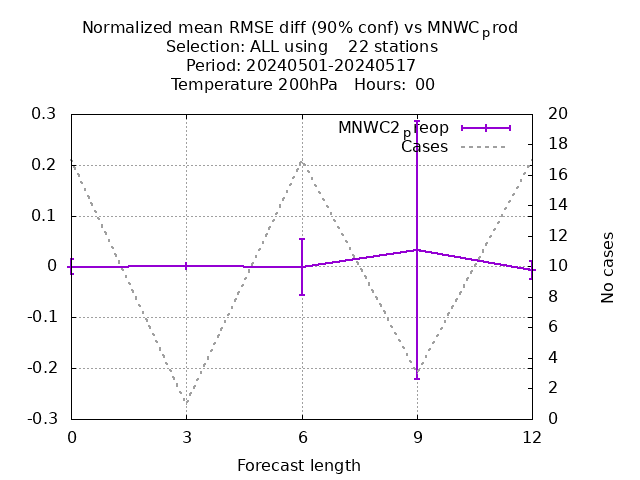 Normalized mean RMSE diff (90% conf) vs MNWCprod
Selection: ALL using    22 stations
Period: 20240501-20240517
Temperature 200hPa   Hours:  00
MNWC2preop
Cases
0.3
0.2
0.1
0
-0.1
-0.2
-0.3
20
18
16
14
12
10
8
6
4
2
0
No cases
0 3 6 9 12
Forecast length